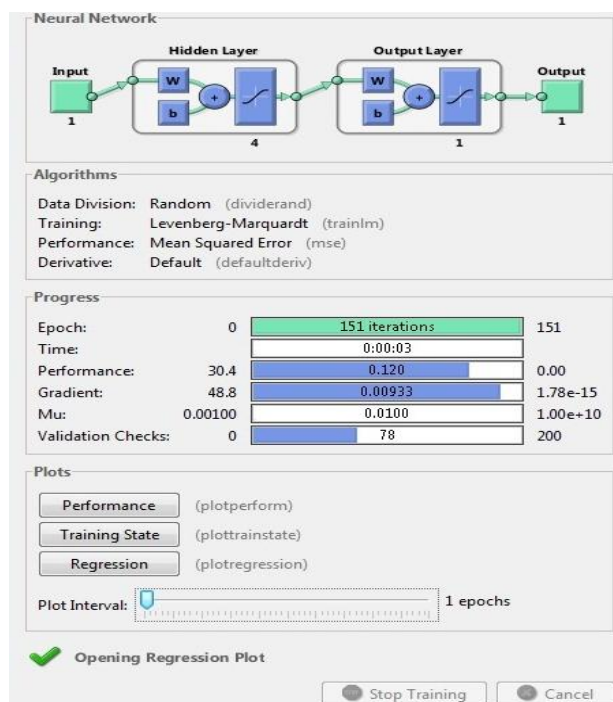 Neural Network
Hidden Layer
Output Layer
Input
W
b
+
W
b
+
Output
1
4
1
1
Algorithms
Data Division: Random (dividerand)
Training: Levenberg-Marquardt (trainlm)
Performance: Mean Squared Error (mse)
Derivative: Default (defaultderiv)
Progress
Epoch: 0 151 iterations 151
Time: 0:00:03
Performance: 30.4 0.120 0.00
Gradient: 48.8 0.00933 1.78e-15
Mu: 0.00100 0.0100 1.00e+10
Validation Checks: 0 78 200
Plots
Performance (plotperform)
Training State (plottrainstate)
Regression (plotregression)
Plot Interval: 1 epochs
Opening Regression Plot
Stop Training Cancel